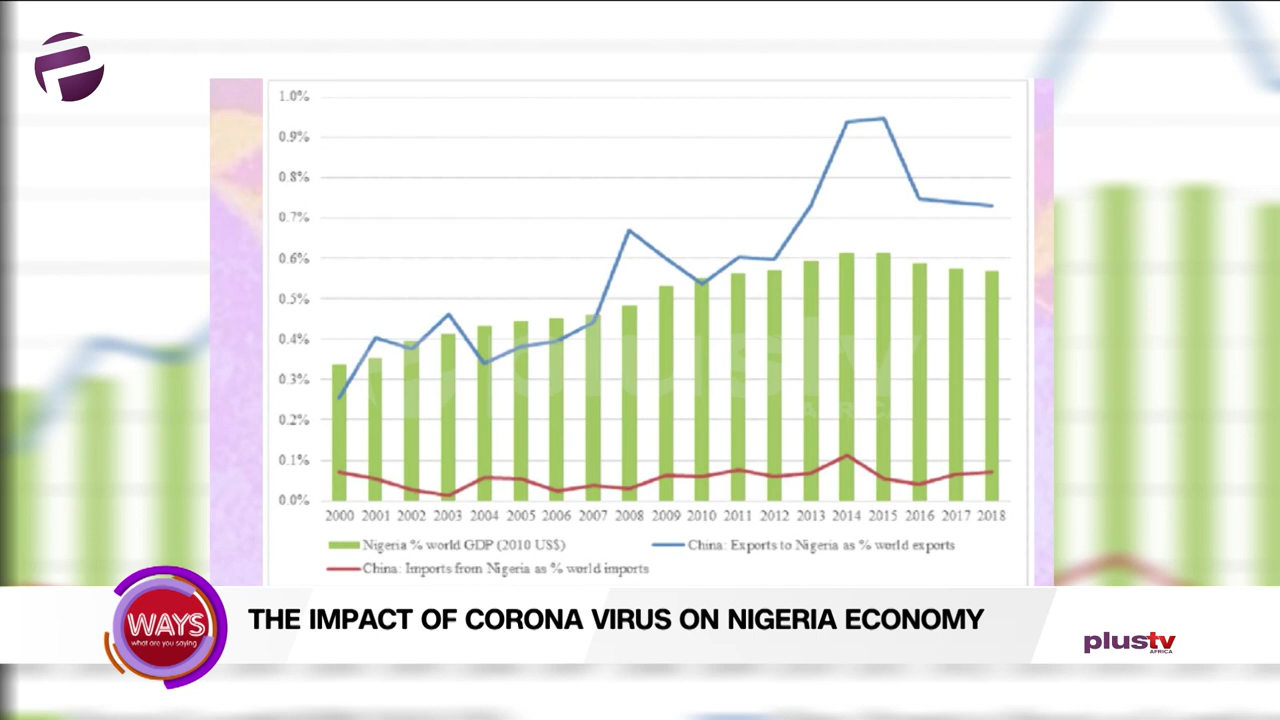 1.0%
0.9%
0.8%
0.7%
0.6%
0.5%
0.4%
0.3%
0.2%
0.1%
0.0%
2000 2001 2002 2003 2004 2005 2006 2007 2008 2009 2010 2011 2012 2013 2014 2015 2016 2017 2018
Nigeria % world GDP (2010 US$) China: Exports to Nigeria as % world exports
China: Imports from Nigeria as % world imports
plustv
AFRICA
WAYS
what are you saying
THE IMPACT OF CORONA VIRUS ON NIGERIA ECONOMY
plustv
AFRICA